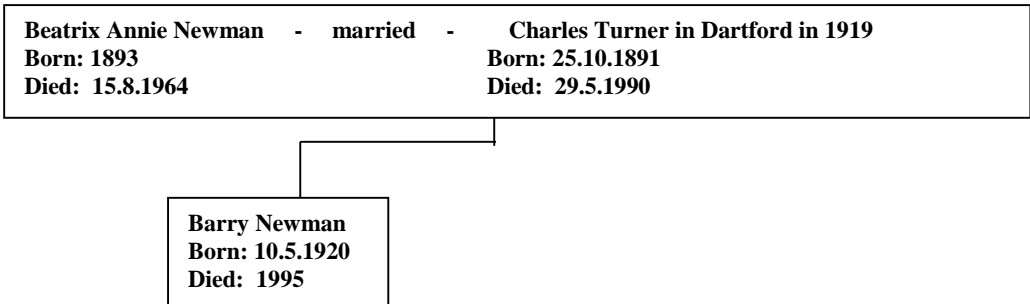 Beatrix Annie Newman - married - Charles Turner in Dartford in 1919
Born: 1893 Born: 25.10.1891
Died: 15.8.1964 Died: 29.5.1990
Barry Newman
Born: 10.5.1920
Died: 1995